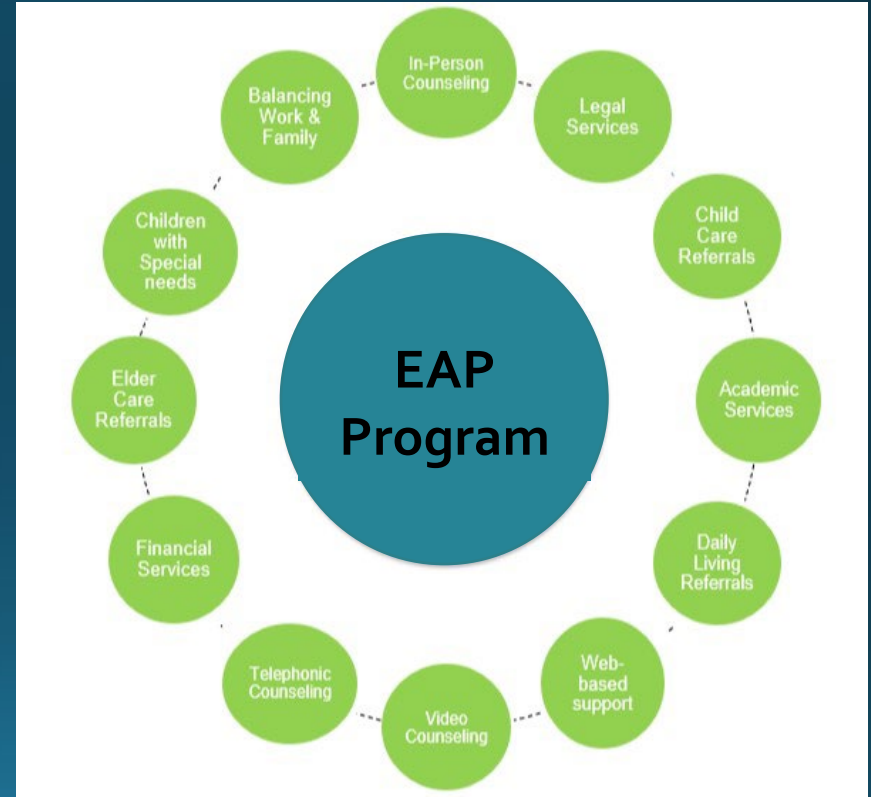 In-Person
Counseling
Legal
Services
Child
Care
Referrals
Academic
Services
Daily
Living
Referrals
Web-
based
support
Video
Counseling
Telephonic
Counseling
Financial
Services
Elder
Care
Referrals
Children
with
Special
needs
Balancing
Work &
Family
EAP
Program